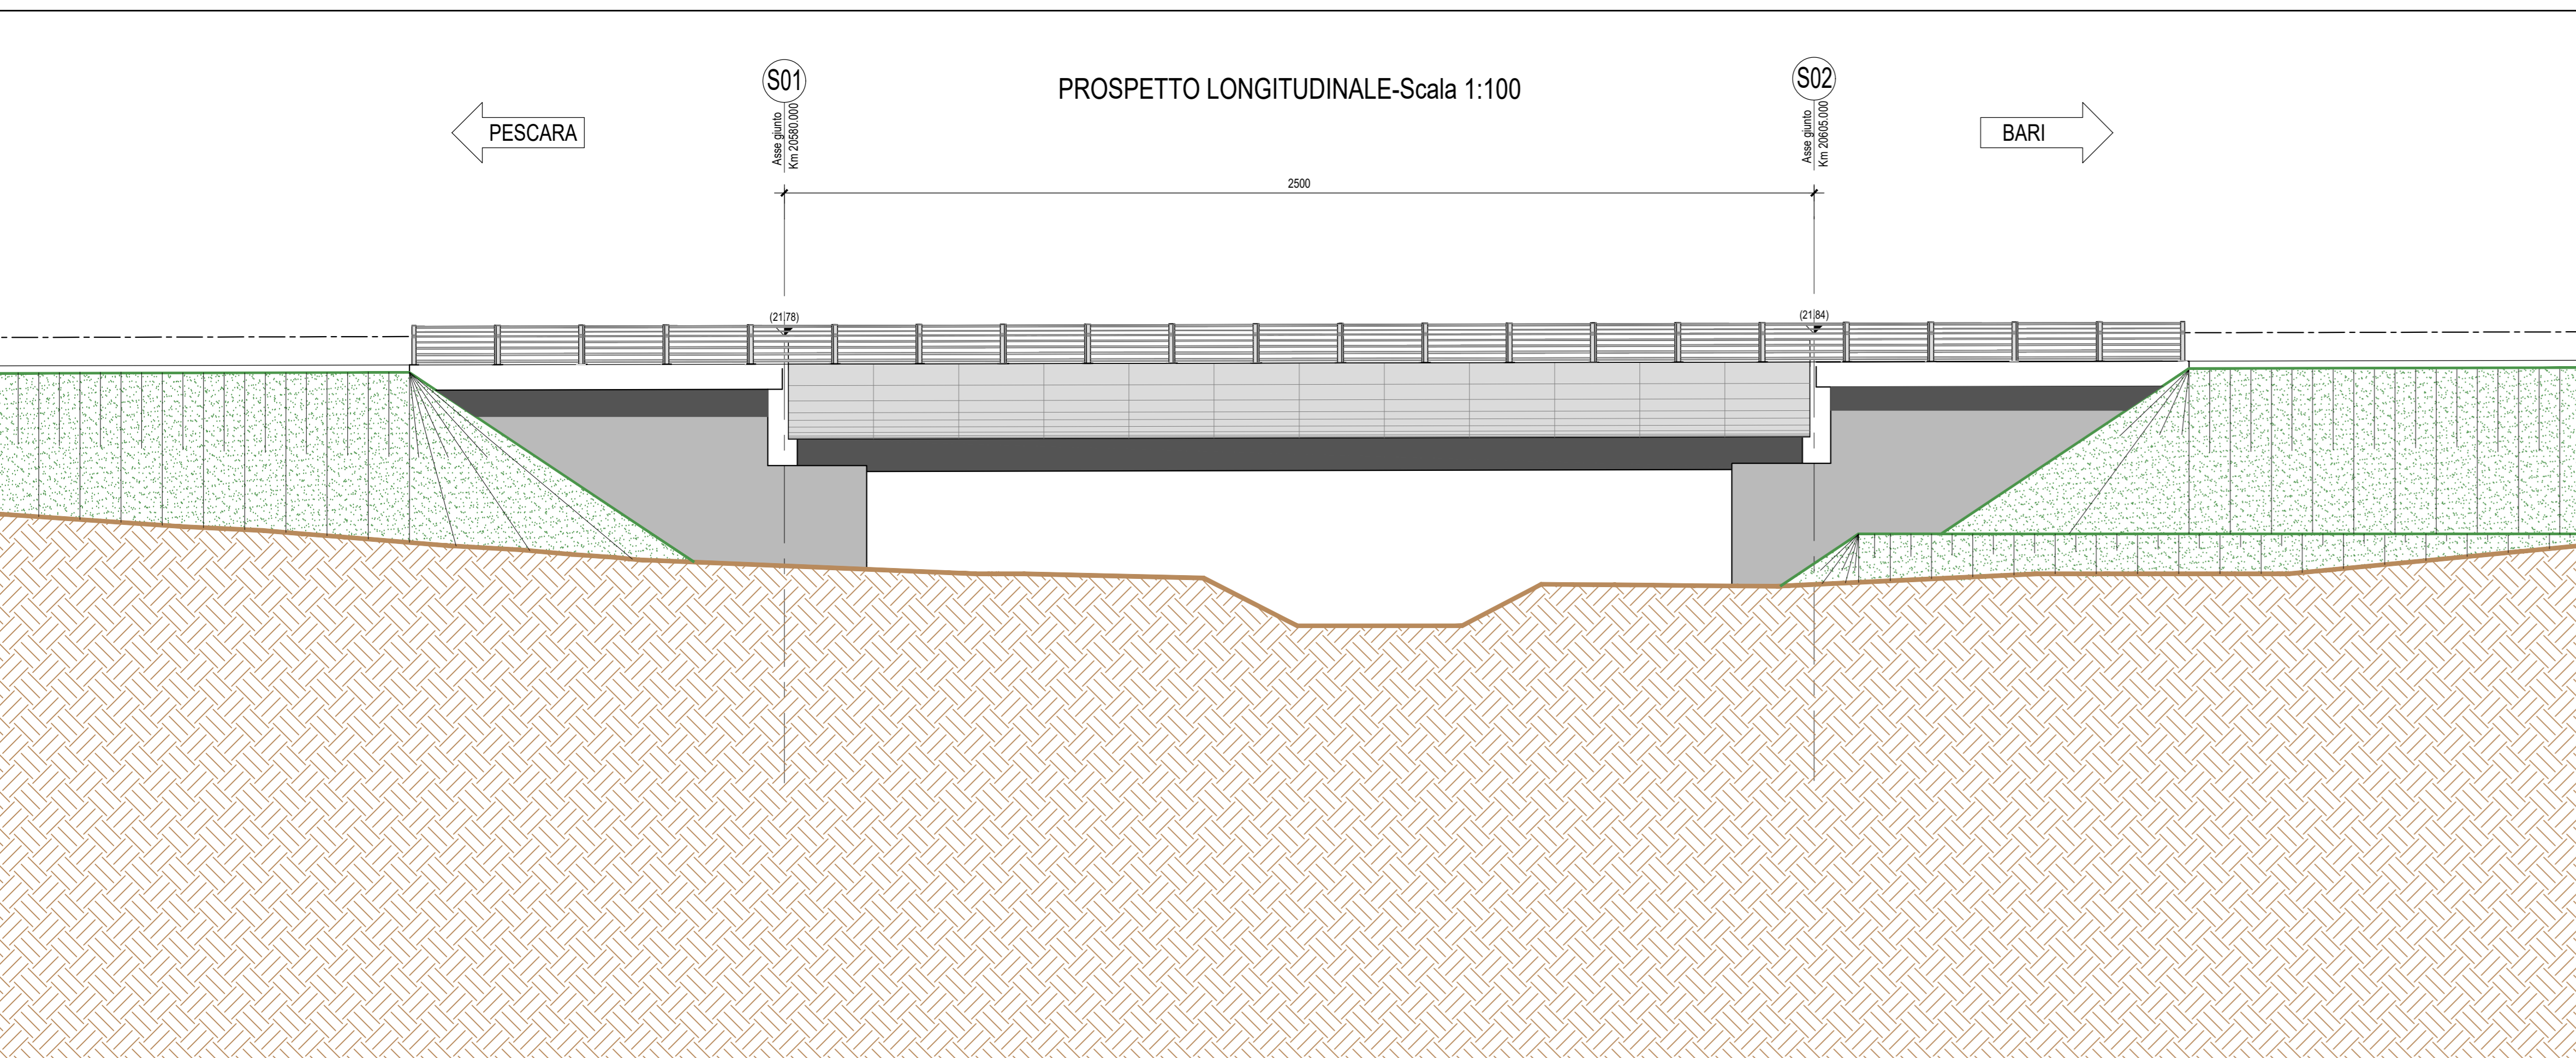 S01
S02
PROSPETTO LONGITUDINALE-Scala 1:100
PESCARA
Asse giunto
Km 20580.000
Asse giunto
Km 20605.000
BARI
2500
(21.78)
(21.84)